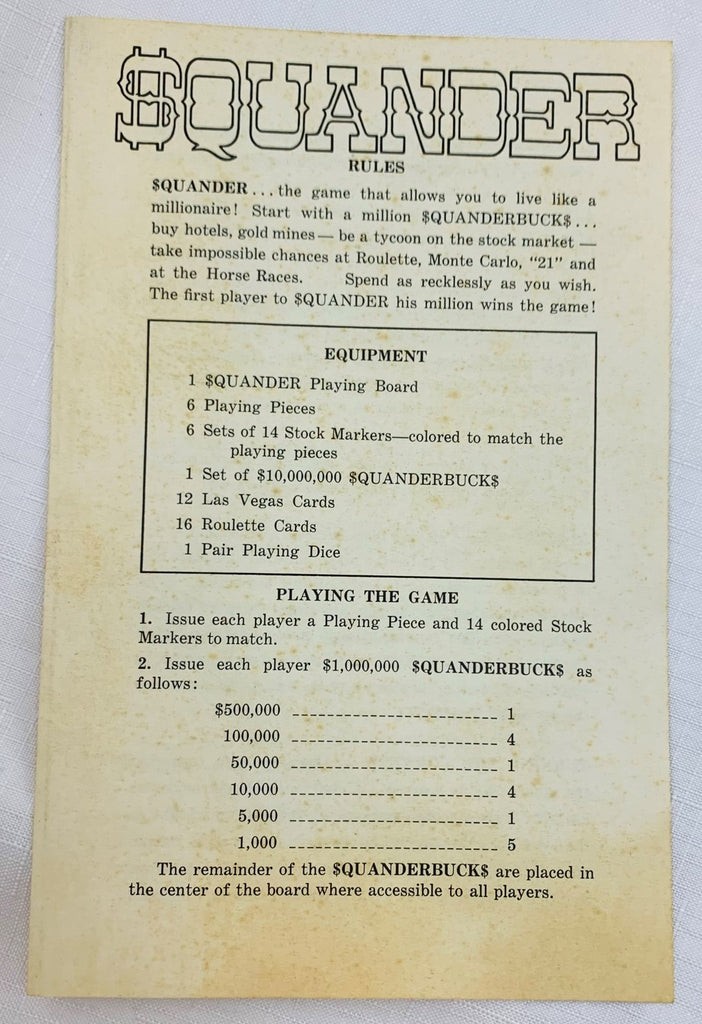 $QUANDER
RULES
$QUANDER . . . the game that allows you to live like a
millionaire! Start with a million $QUANDERBUCK$ . . .
buy hotels, gold mines — be a tycoon on the stock market —
take impossible chances at Roulette, Monte Carlo, "21" and
at the Horse Races. Spend as recklessly as you wish.
The first player to $QUANDER his million wins the game!
EQUIPMENT
1 $QUANDER Playing Board
6 Playing Pieces
6 Sets of 14 Stock Markers—colored to match the
playing pieces
1 Set of $10,000,000 $QUANDERBUCK$
12 Las Vegas Cards
16 Roulette Cards
1 Pair Playing Dice
PLAYING THE GAME
1. Issue each player a Playing Piece and 14 colored Stock
Markers to match.
2. Issue each player $1,000,000 $QUANDERBUCK$ as
follows:
$500,000 ------------------------ 1
100,000 ------------------------ 4
50,000 ------------------------ 1
10,000 ------------------------ 4
5,000 ------------------------ 1
1,000 ------------------------ 5
The remainder of the $QUANDERBUCK$ are placed in
the center of the board where accessible to all players.